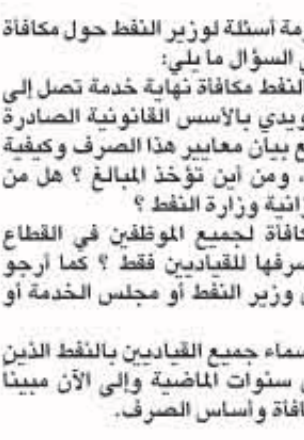 مة أسئلة لوزير النفط حول مكافأة
السؤال ما يلي:
النفط مكافأة نهاية خدمة تصل إلى
ويدي بالأسس القانونية الصادرة
ع بيان معايير هذا الصرف وكيفية
، ومن أين تؤخذ المبالغ ؟ هل من
انية وزارة النفط ؟
كافأة لجميع الموظفين في القطاع
صرفها للقياديين فقط ؟ كما أرجو
وزير النفط أو مجلس الخدمة أو
سماء جميع القياديين بالنفط الذين
سنوات الماضية وإلى الآن مبينا
كافأة وأساس الصرف.